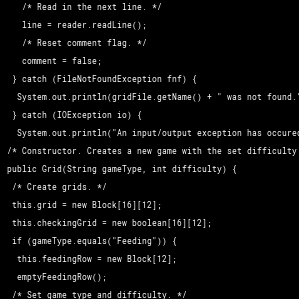 /* Read in the next line. */
line = reader.readLine();
/* Reset comment flag. */
comment = false;
} catch (FileNotFoundException fnf) {
System.out.println(gridFile.getName() + " was not found.
} catch (IOException io) {
System.out.println("An input/output exception has occured
/* Constructor. Creates a new game with the set difficulty
public Grid(String gameType, int difficulty) {
/* Create grids. */
this.grid = new Block[16][12];
this.checkingGrid = new boolean[16][12];
if (gameType.equals("Feeding")) {
this.feedingRow = new Block[12];
emptyFeedingRow();
/* Set game type and difficulty. */